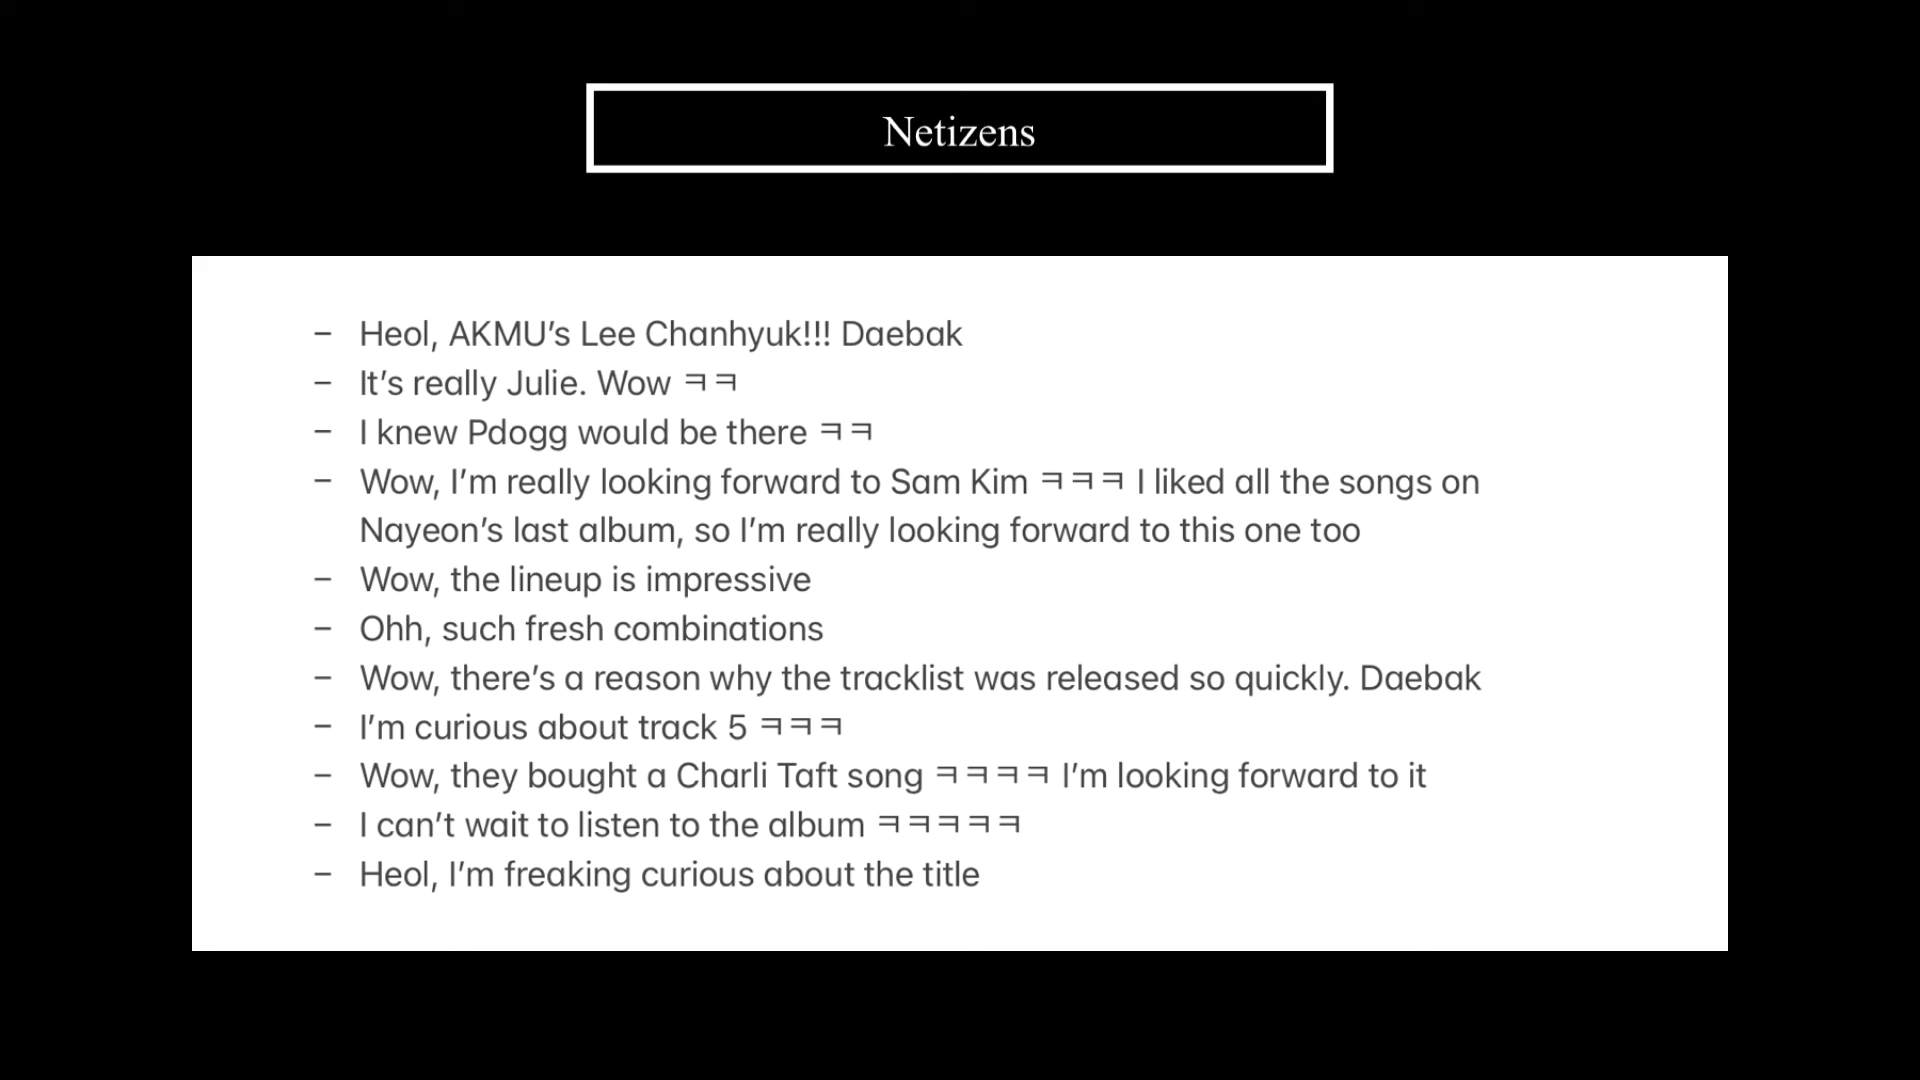 Netizens
– Heol, AKMU’s Lee Chanhyuk!!! Daebak
– It’s really Julie. Wow ㅋㅋ
– I knew Pdogg would be there ㅋㅋ
– Wow, I’m really looking forward to Sam Kim ㅋㅋㅋ I liked all the songs on
Nayeon’s last album, so I’m really looking forward to this one too
– Wow, the lineup is impressive
– Ohh, such fresh combinations
– Wow, there’s a reason why the tracklist was released so quickly. Daebak
– I’m curious about track 5 ㅋㅋㅋ
– Wow, they bought a Charli Taft song ㅋㅋㅋㅋ I’m looking forward to it
– I can’t wait to listen to the album ㅋㅋㅋㅋㅋ
– Heol, I’m freaking curious about the title